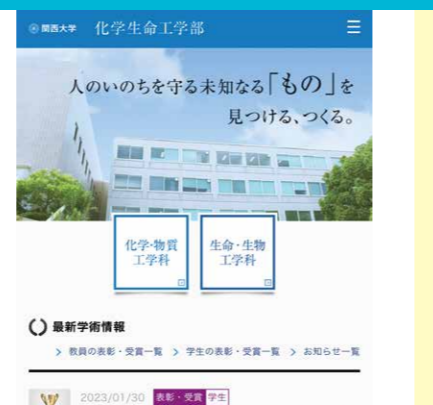 関西大学 化学生命工学部
人のいのちを守る未知なる「もの」を
見つける、つくる。
化学・物質
工学科
生命・生物
工学科
最新学術情報
> 教員の表彰・受賞一覧 > 学生の表彰・受賞一覧 > お知らせ一覧
2023/01/30 表彰・受賞 学生